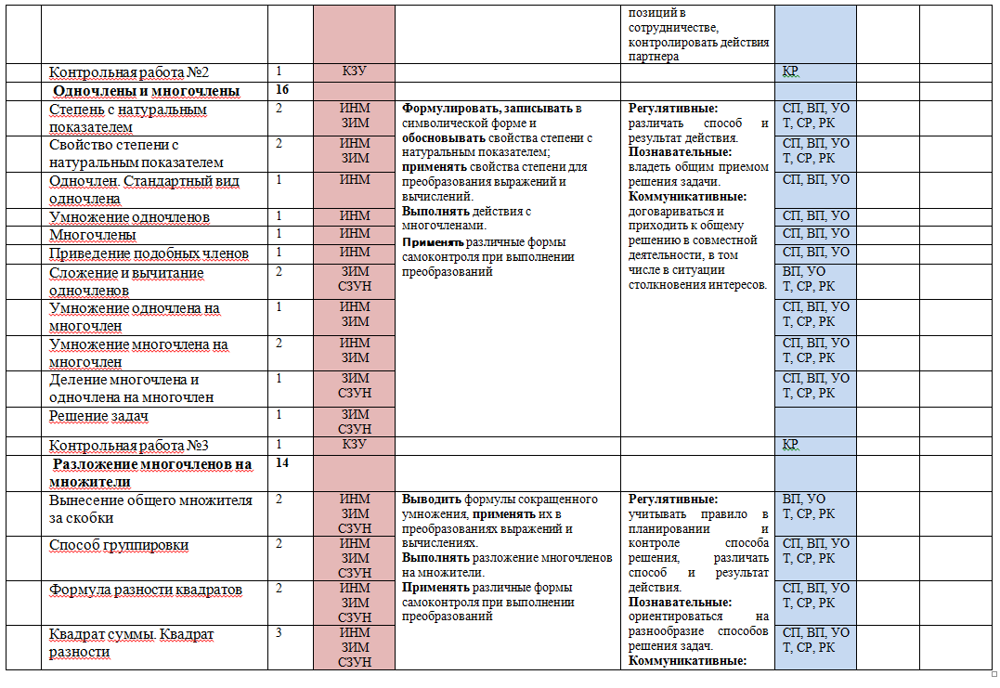 позиций в
сотрудничестве,
контролировать действия
партнера
Контрольная работа №2
1
КЗУ
КР
Одночлены и многочлены
16
Степень с натуральным
показателем
2
ИНМ
ЗИМ
Формулировать, записывать в
символической форме и
обосновывать свойства степени с
натуральным показателем;
применять свойства степени для
преобразования выражений и
вычислений.
Выполнять действия с
многочленами.
Применять различные формы
самоконтроля при выполнении
преобразований
Регулятивные:
различать способ и
результат действия.
Познавательные:
владеть общим приемом
решения задачи.
Коммуникативные:
договариваться и
приходить к общему
решению в совместной
деятельности, в том
числе в ситуации
столкновения интересов.
СП, ВП, УО
Т, СР, РК
Свойство степени с
натуральным показателем
2
ИНМ
ЗИМ
СП, ВП, УО
Т, СР, РК
Одночлен. Стандартный вид
одночлена
1
ИНМ
СП, ВП, УО
Умножение одночленов
1
ИНМ
СП, ВП, УО
Многочлены
1
ИНМ
СП, ВП, УО
Приведение подобных членов
1
ИНМ
СП, ВП, УО
Сложение и вычитание
одночленов
2
ЗИМ
СЗУН
ВП, УО
Т, СР, РК
Умножение одночлена на
многочлен
1
ИНМ
ЗИМ
СП, ВП, УО
Т, СР, РК
Умножение многочлена на
многочлен
2
ИНМ
ЗИМ
СП, ВП, УО
Т, СР, РК
Деление многочлена и
одночлена на многочлен
1
ЗИМ
СЗУН
СП, ВП, УО
Т, СР, РК
Решение задач
1
ЗИМ
СЗУН
Контрольная работа №3
1
КЗУ
КР
Разложение многочленов на
множители
14
Вынесение общего множителя
за скобки
2
ИНМ
ЗИМ
СЗУН
Выводить формулы сокращенного
умножения, применять их в
преобразованиях выражений и
вычислениях.
Выполнять разложение многочленов
на множители.
Применять различные формы
самоконтроля при выполнении
преобразований
Регулятивные:
учитывать правило в
планировании и
контроле способа
решения, различать
способ и результат
действия.
Познавательные:
ориентироваться на
разнообразие способов
решения задач.
Коммуникативные:
ВП, УО
Т, СР, РК
Способ группировки
2
ИНМ
ЗИМ
СЗУН
СП, ВП, УО
Т, СР, РК
Формула разности квадратов
2
ИНМ
ЗИМ
СЗУН
СП, ВП, УО
Т, СР, РК
Квадрат суммы. Квадрат
разности
3
ИНМ
ЗИМ
СЗУН
СП, ВП, УО
Т, СР, РК